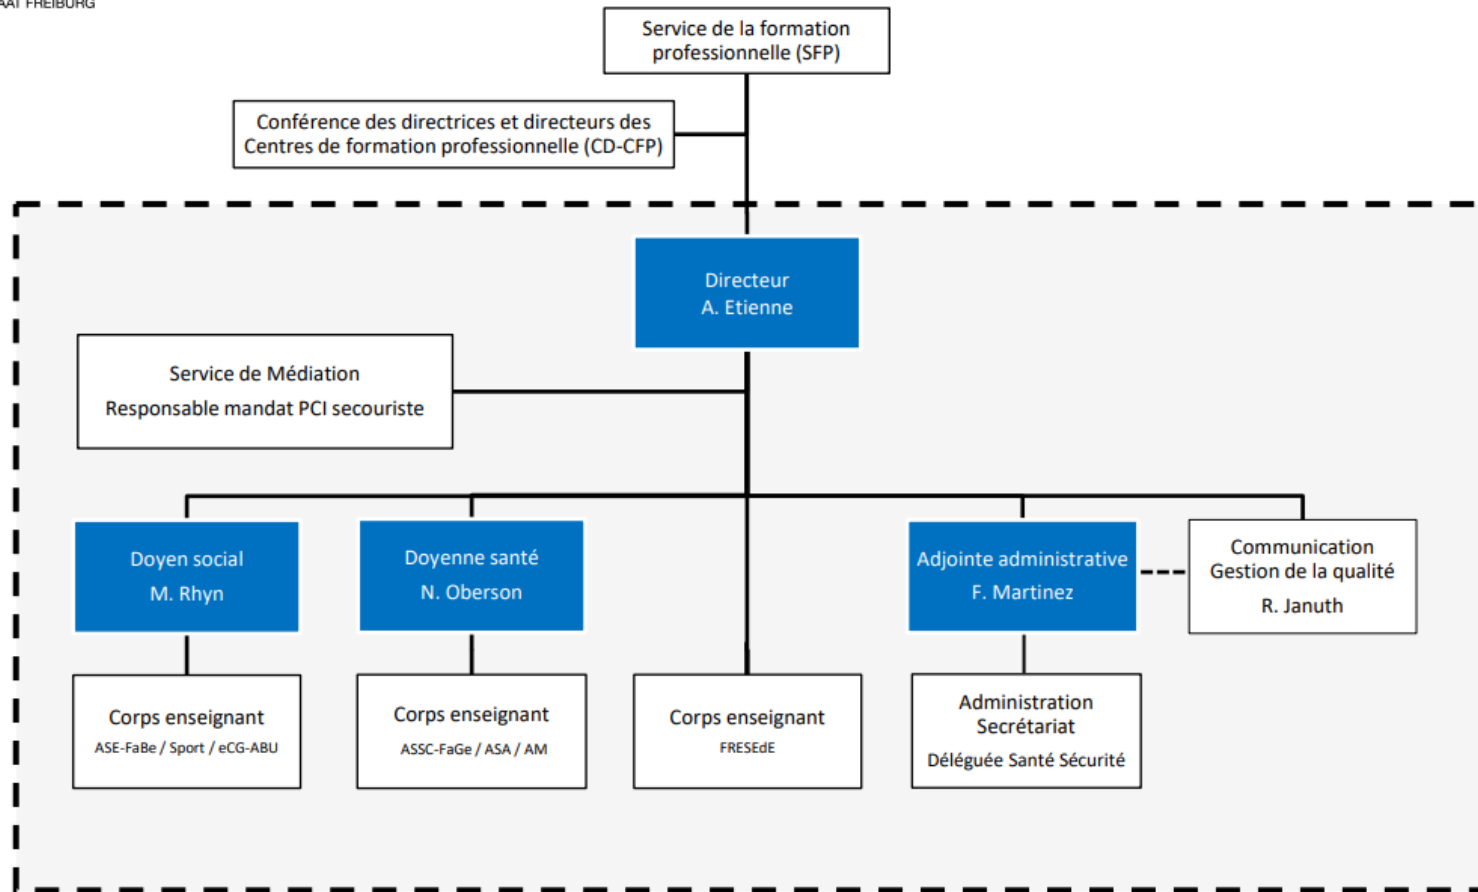 STAAT FREIBURG
Service de la formation
professionnelle (SFP)
Conférence des directrices et directeurs des
Centres de formation professionnelle (CD-CFP)
Directeur
A. Etienne
Service de Médiation
Responsable mandat PCI secouriste
Doyen social
M. Rhyn
Doyenne santé
N. Oberson
Adjointe administrative
F. Martinez
Communication
Gestion de la qualité
R. Januth
Corps enseignant
ASE-FaBe / Sport / eCG-ABU
Corps enseignant
ASSC-FaGe / ASA / AM
Corps enseignant
FRESEdE
Administration
Secrétariat
Déléguée Santé Sécurité